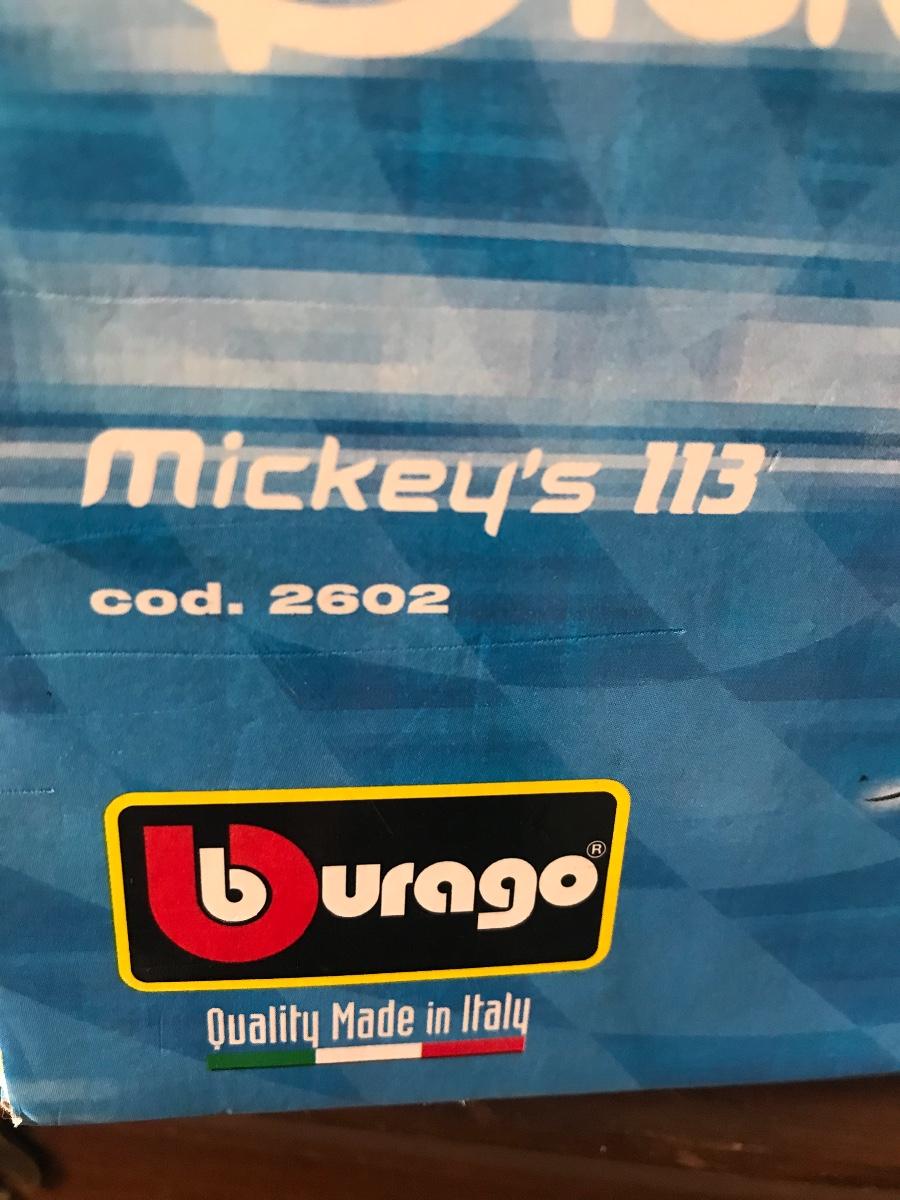 Mickey's 113
cod. 2602
burago®
Quality Made in Italy